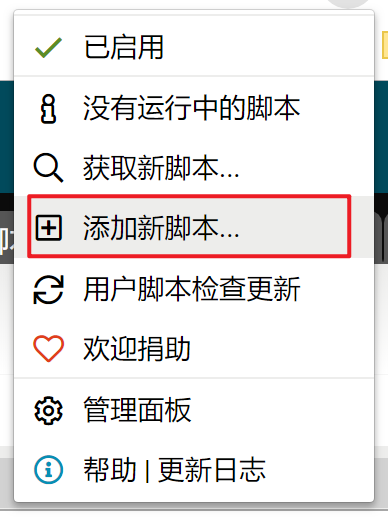 已启用
没有运行中的脚本
获取新脚本...
添加新脚本...
用户脚本检查更新
欢迎捐助
管理面板
帮助 | 更新日志